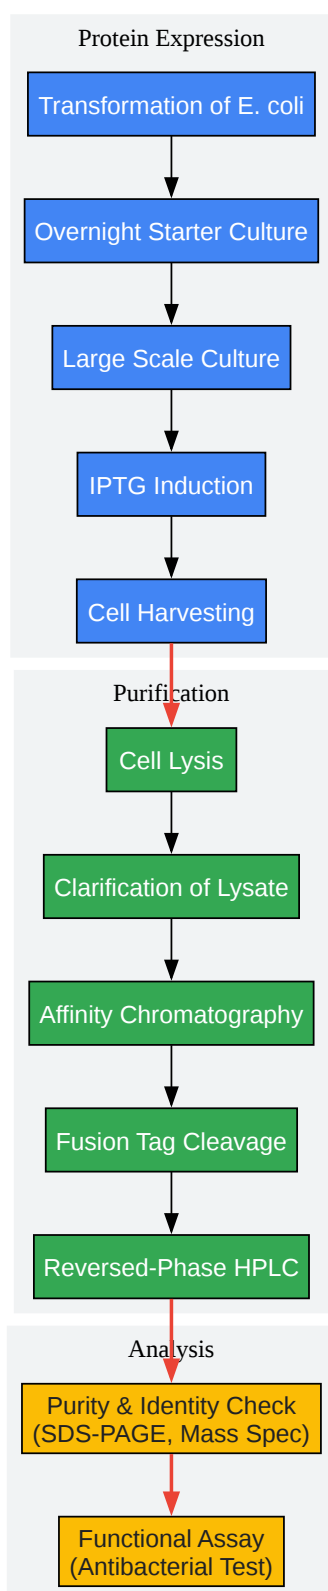 Protein Expression
Transformation of E. coli
Overnight Starter Culture
Large Scale Culture
IPTG Induction
Cell Harvesting
Purification
Cell Lysis
Clarification of Lysate
Affinity Chromatography
Fusion Tag Cleavage
Reversed-Phase HPLC
Analysis
Purity & Identity Check
(SDS-PAGE, Mass Spec)
Functional Assay
(Antibacterial Test)